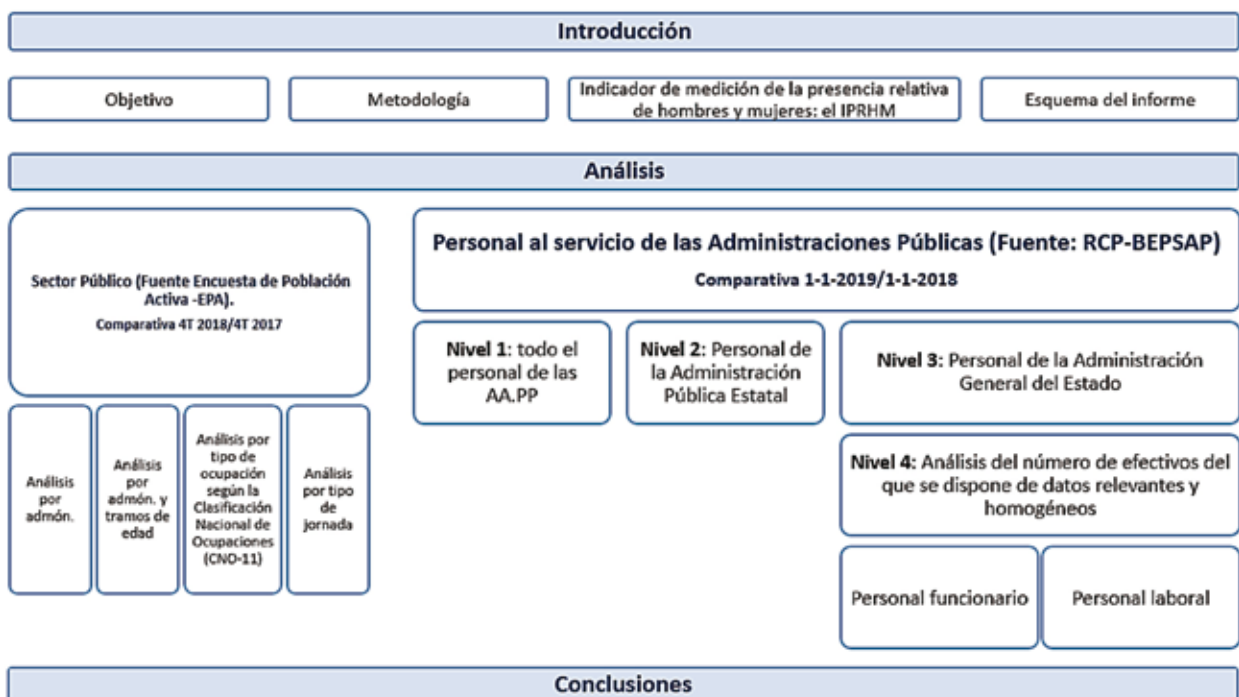 Introducción
Objetivo
Metodología
Indicador de medición de la presencia relativa
de hombres y mujeres: el IPRHM
Esquema del informe
Análisis
Sector Público (Fuente Encuesta de Población
Activa -EPA).
Comparativa 4T 2018/4T 2017
Análisis
por
admón.
Análisis
por
admón. y
tramos de
edad
Análisis por
tipo de
ocupación
según la
Clasificación
Nacional de
Ocupaciones
(CNO-11)
Análisis
por tipo de
jornada
Personal al servicio de las Administraciones Públicas (Fuente: RCP-BEPSAP)
Comparativa 1-1-2019/1-1-2018
Nivel 1: todo el
personal de las
AA.PP
Nivel 2: Personal de
la Administración
Pública Estatal
Nivel 3: Personal de la Administración
General del Estado
Nivel 4: Análisis del número de efectivos del
que se dispone de datos relevantes y
homogéneos
Personal funcionario
Personal laboral
Conclusiones